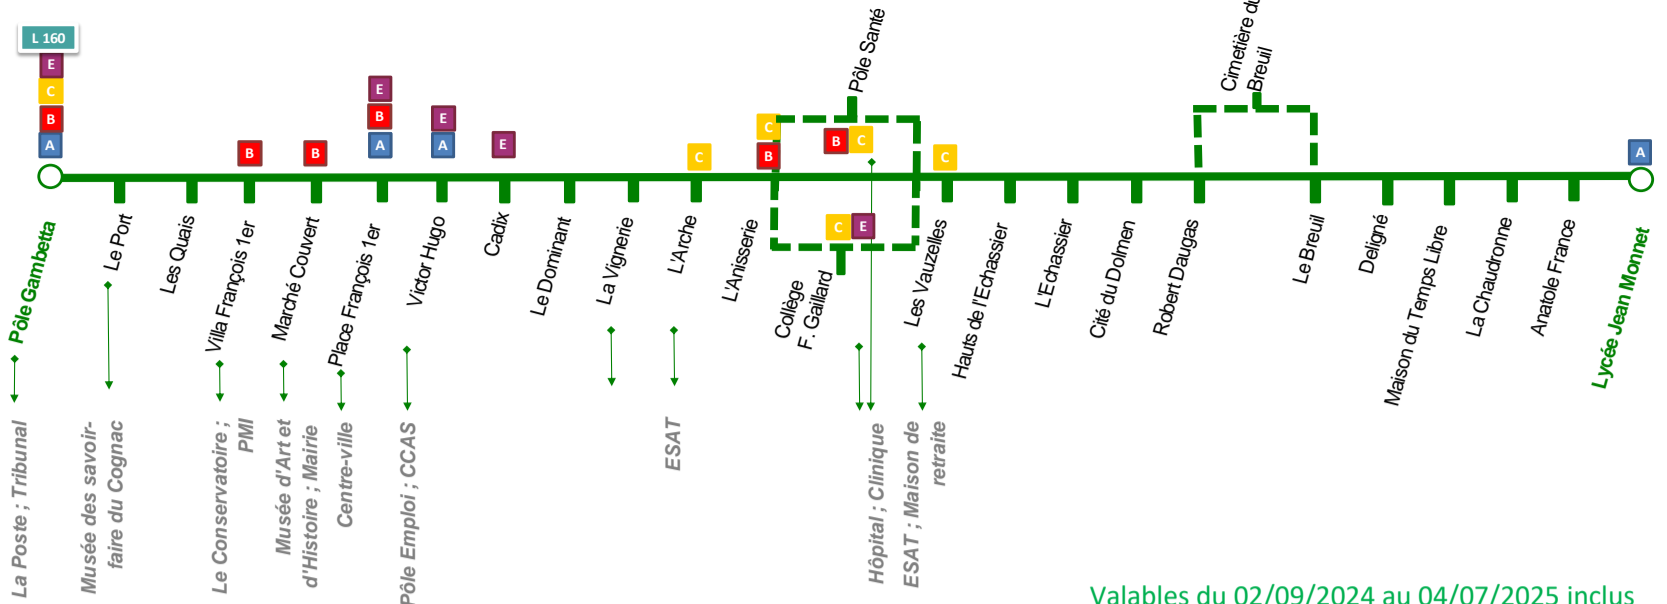 L 160
E
C
B
A
B
B
E
B
A
E
A
E
C
C
B
B
C
C
E
C
A
Pôle Santé
Cimetière du
Breuil
Pôle Gambetta
Le Port
Les Quais
Villa François 1er
Marché Couvert
Place François 1er
Victor Hugo
Cadix
Le Dominant
La Vignerie
L'Arche
L'Anisserie
Collège
F. Gaillard
Les Vauzelles
Hauts de l'Echassier
L'Echassier
Cité du Dolmen
Robert Daugas
Le Breuil
Deligné
Maison du Temps Libre
La Chaudronne
Anatole France
Lycée Jean Monnet
La Poste ; Tribunal
Musée des savoir-
faire du Cognac
Le Conservatoire ;
PMI
Musée d'Art et
d'Histoire ; Mairie
Centre-ville
Pôle Emploi ; CCAS
ESAT
Hôpital ; Clinique
ESAT ; Maison de
retraite
Valables du 02/09/2024 au 04/07/2025 inclus